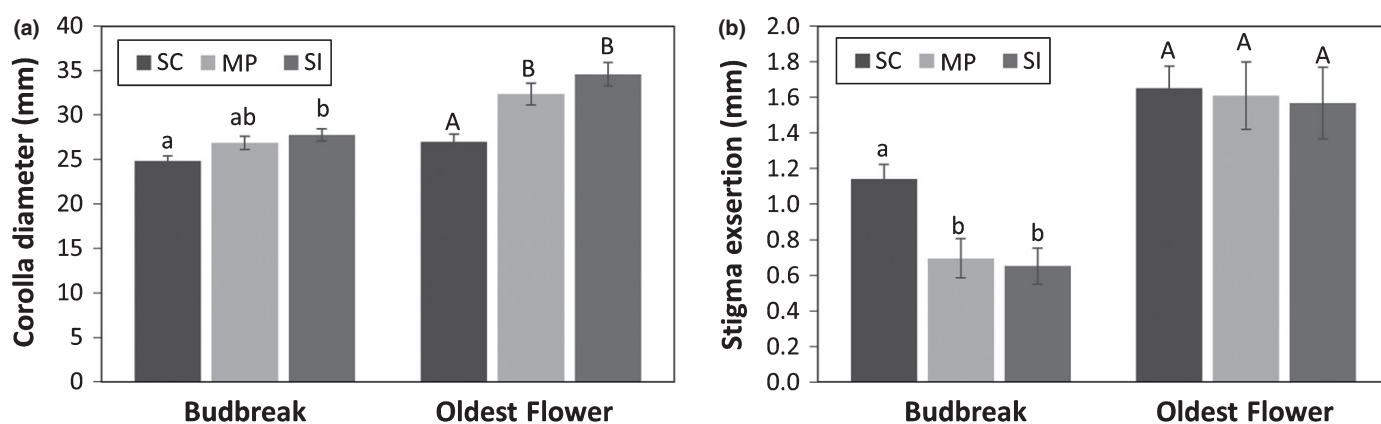 (a)
Corolla diameter (mm)
40
35
30
25
20
15
10
5
0
SC MP SI
a ab b A B B
Budbreak Oldest Flower
(b)
Stigma exsertion (mm)
2.0
1.8
1.6
1.4
1.2
1.0
0.8
0.6
0.4
0.2
0.0
SC MP SI
a b b A A A
Budbreak Oldest Flower